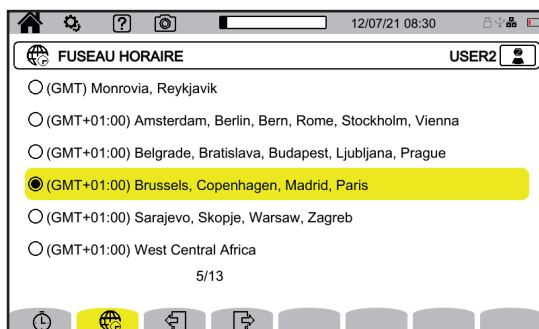 12/07/21 08:30
FUSEAU HORAIRE USER2
(GMT) Monrovia, Reykjavik
(GMT+01:00) Amsterdam, Berlin, Bern, Rome, Stockholm, Vienna
(GMT+01:00) Belgrade, Bratislava, Budapest, Ljubljana, Prague
(GMT+01:00) Brussels, Copenhagen, Madrid, Paris
(GMT+01:00) Sarajevo, Skopje, Warsaw, Zagreb
(GMT+01:00) West Central Africa
5/13